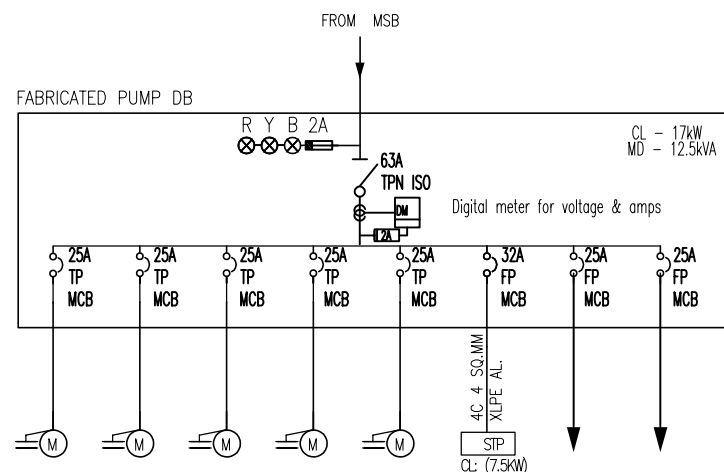 FROM MSB
FABRICATED PUMP DB
R Y B 2A
CL - 17kW
MD - 12.5kVA
63A
TPN ISO
DM
Digital meter for voltage & amps
2A
25A
TP
MCB
25A
TP
MCB
25A
TP
MCB
25A
TP
MCB
25A
TP
MCB
32A
FP
MCB
25A
FP
MCB
25A
FP
MCB
4C 4 SQ.MM
XLPE AL.
M
M
M
M
M
STP
CL: (7.5KW)